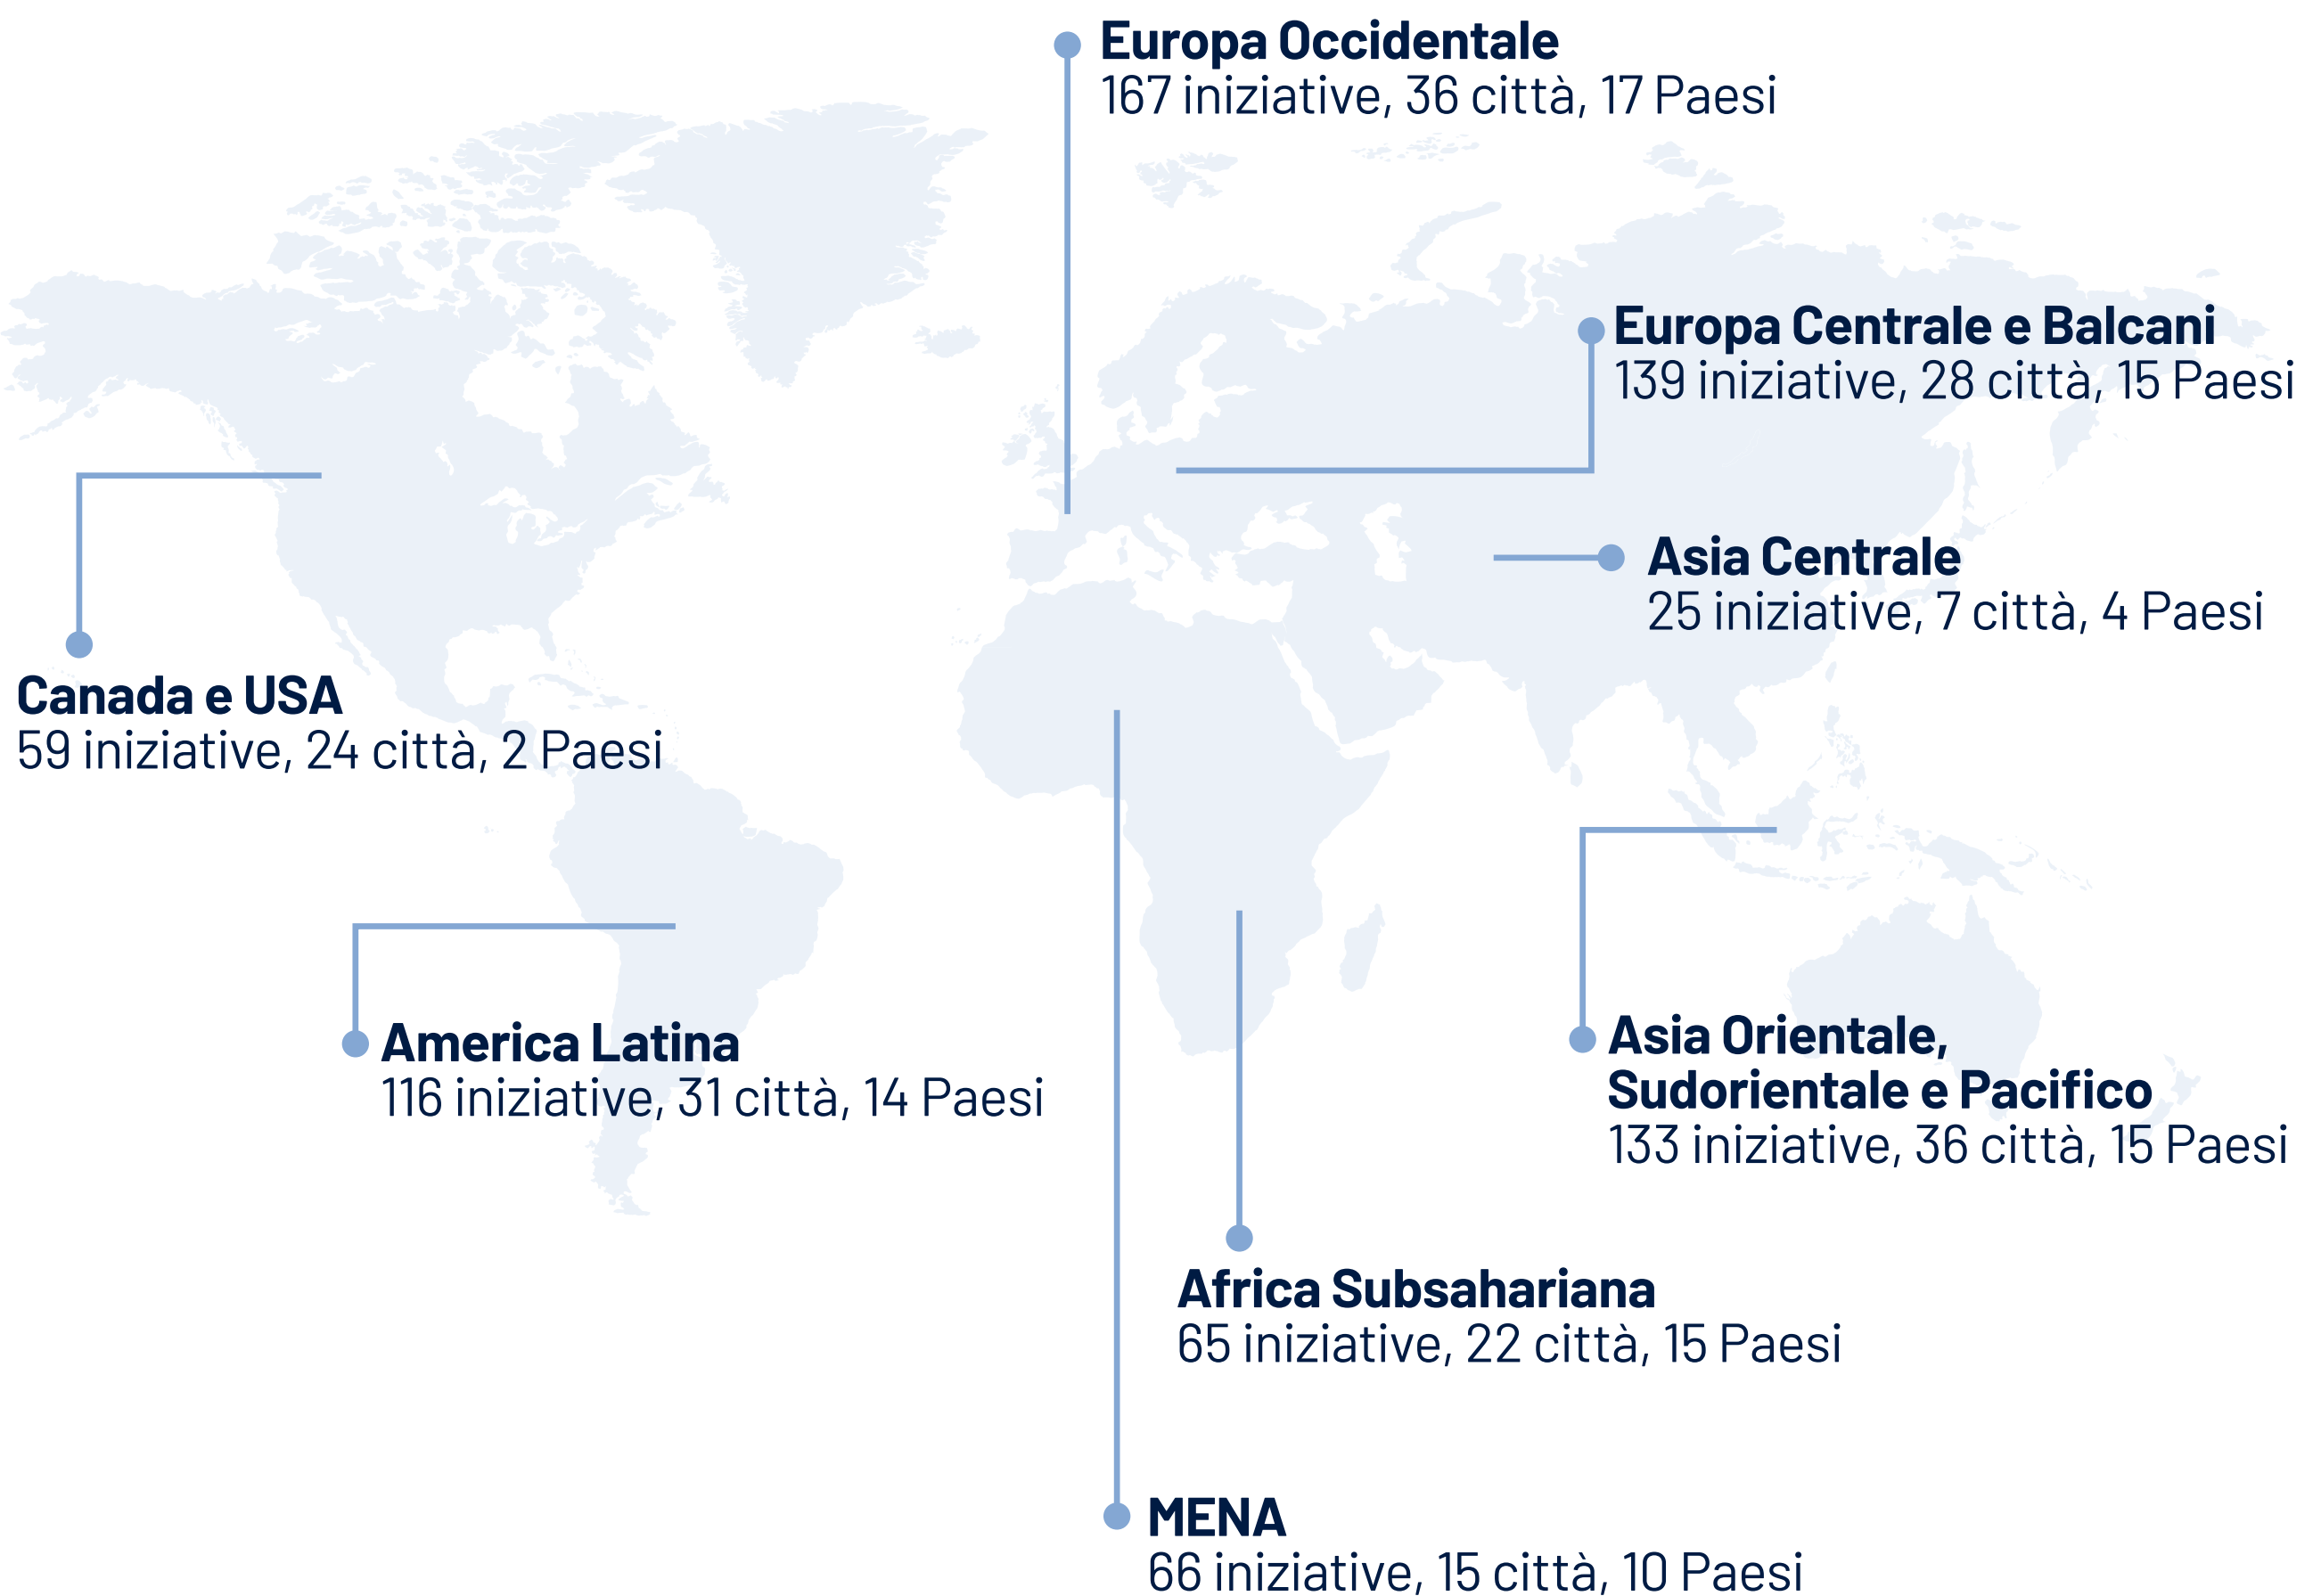 Europa Occidentale
167 iniziative, 36 città, 17 Paesi
Europa Centrale e Balcani
139 iniziative, 28 città, 15 Paesi
Asia Centrale
25 iniziative, 7 città, 4 Paesi
Canada e USA
59 iniziative, 24 città, 2 Paesi
America Latina
116 iniziative, 31 città, 14 Paesi
Asia Orientale,
Sudorientale e Pacifico
133 iniziative, 36 città, 15 Paesi
Africa Subsahariana
65 iniziative, 22 città, 15 Paesi
MENA
66 iniziative, 15 città, 10 Paesi